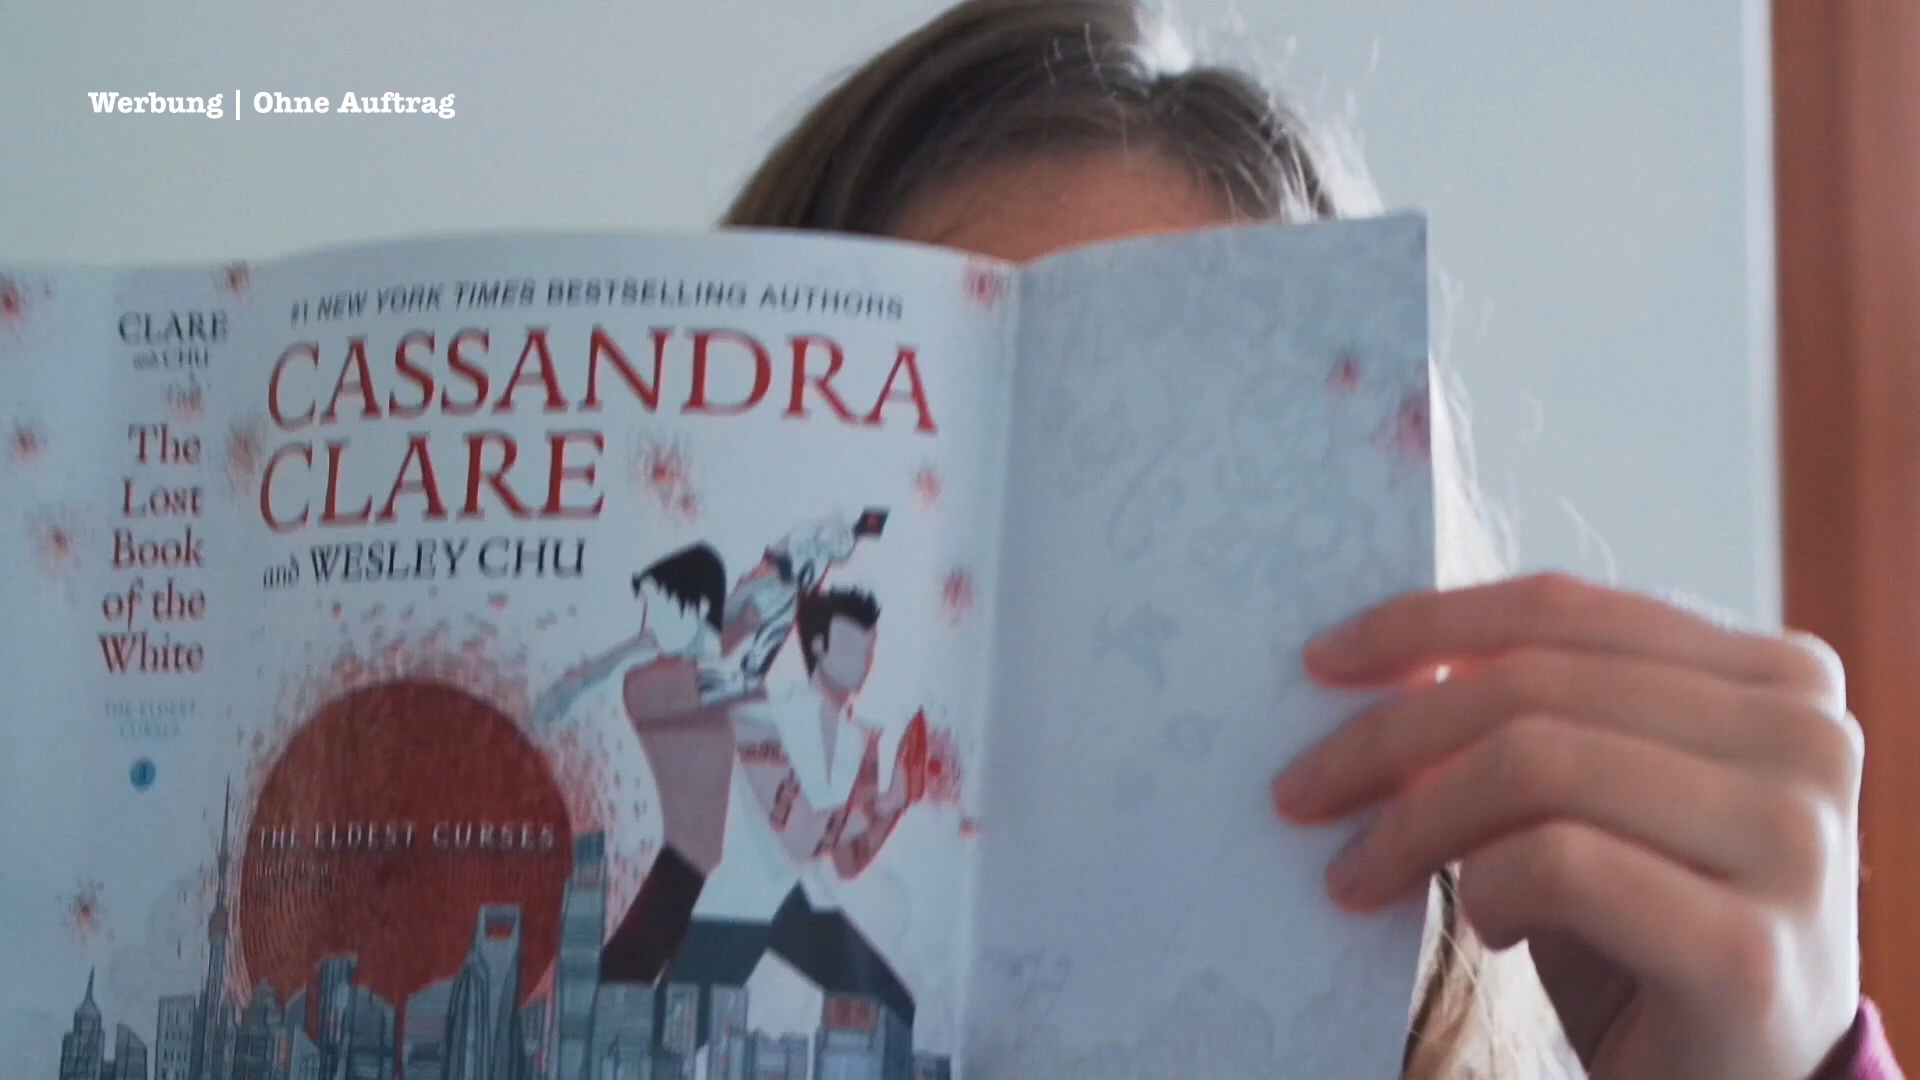 Werbung | Ohne Auftrag
CLARE
and CHU
The
Lost
Book
of the
White
THE ELDEST
CURSES
#1 NEW YORK TIMES BESTSELLING AUTHORS
CASSANDRA
CLARE
and WESLEY CHU
THE ELDEST CURSES